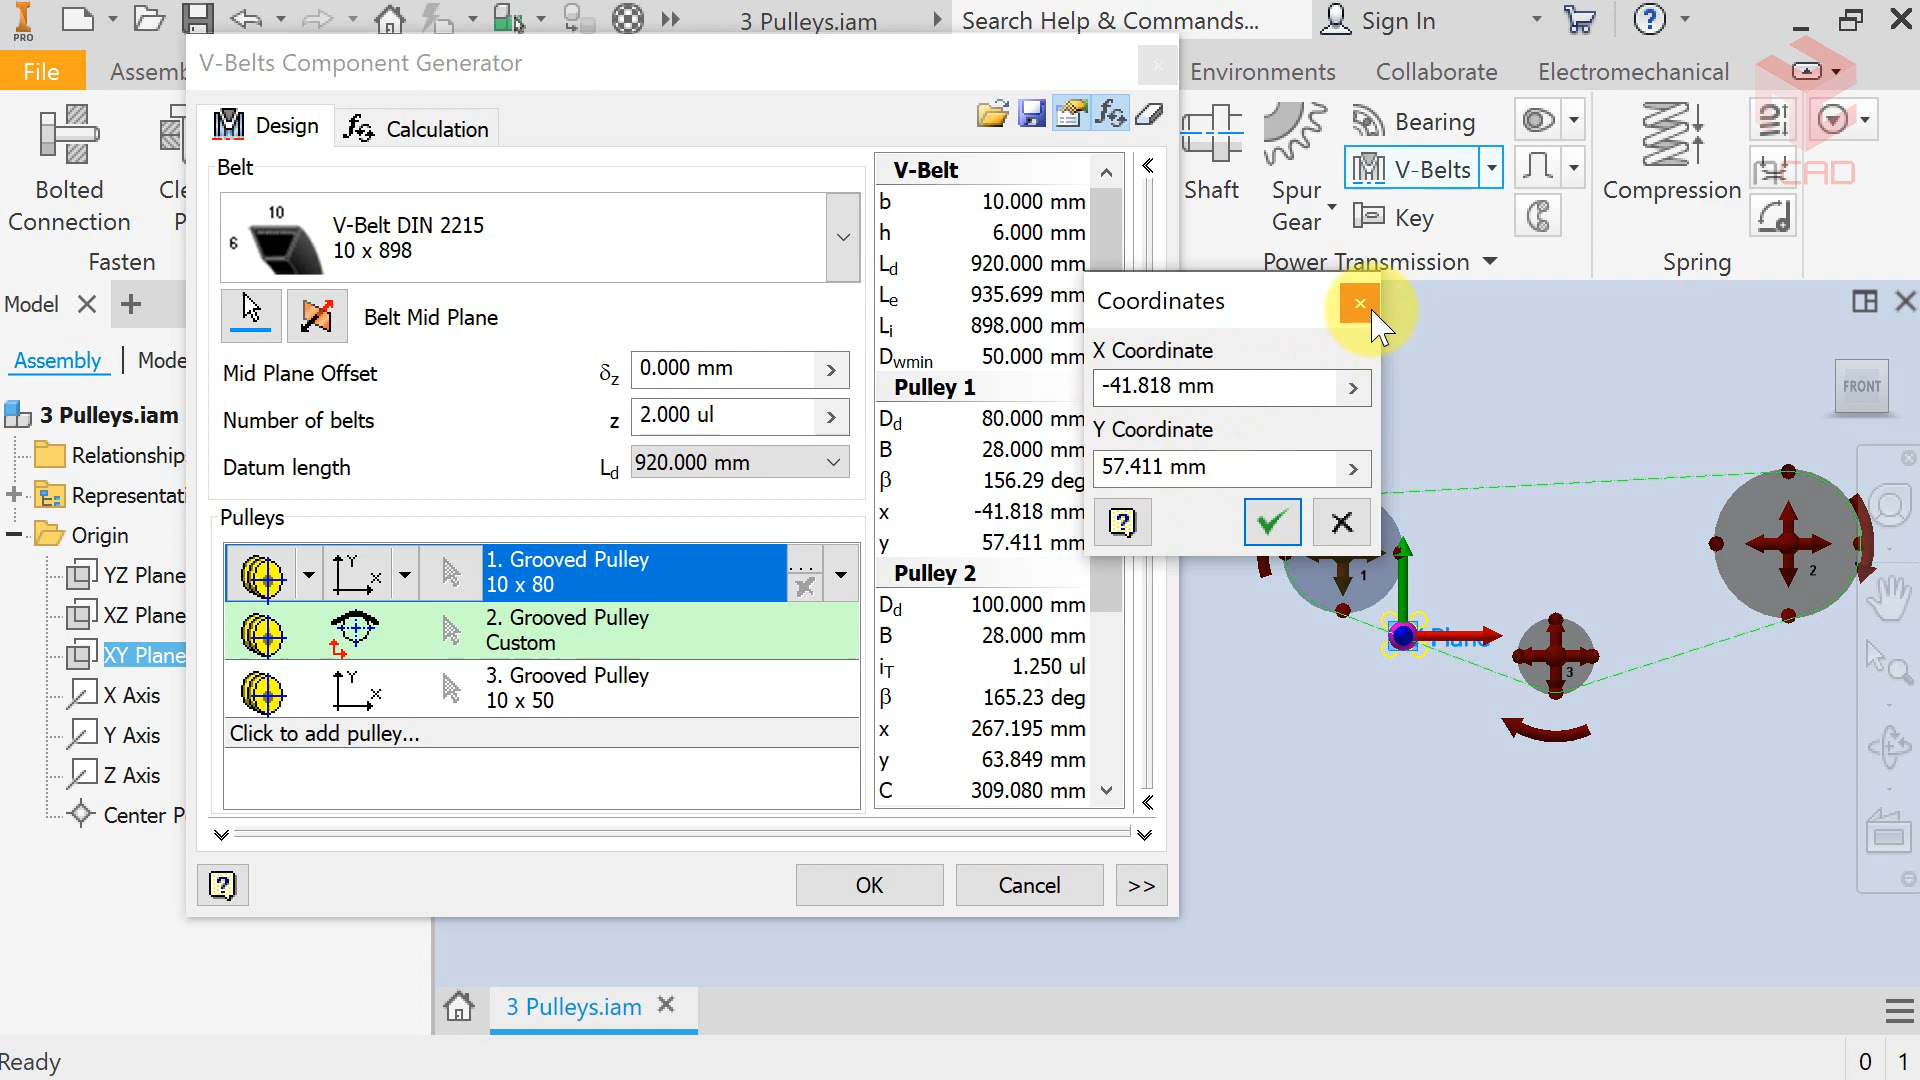 PRO
3 Pulleys.iam
Search Help & Commands...
Sign In
File
Assemb
V-Belts Component Generator
Environments
Collaborate
Electromechanical
Bolted
Connection
Cle
P
Fasten
Design
Calculation
Shaft
Spur
Gear
Bearing
V-Belts
Key
Compression
CAD
Power Transmission
Spring
Model
Assembly
Mode
3 Pulleys.iam
Relationship
Representati
Origin
YZ Plane
XZ Plane
XY Plane
X Axis
Y Axis
Z Axis
Center P
Belt
10
6
V-Belt DIN 2215
10 x 898
Belt Mid Plane
Mid Plane Offset
δz
0.000 mm
Number of belts
z
2.000 ul
Datum length
Ld
920.000 mm
Pulleys
1. Grooved Pulley
10 x 80
...
2. Grooved Pulley
Custom
3. Grooved Pulley
10 x 50
Click to add pulley...
V-Belt
b 10.000 mm
h 6.000 mm
Ld 920.000 mm
Le 935.699 mm
Li 898.000 mm
Dwmin 50.000 mm
Pulley 1
Dd 80.000 mm
B 28.000 mm
β 156.29 deg
x -41.818 mm
y 57.411 mm
Pulley 2
Dd 100.000 mm
B 28.000 mm
iT 1.250 ul
β 165.23 deg
x 267.195 mm
y 63.849 mm
C 309.080 mm
OK
Cancel
>>
Coordinates
X Coordinate
-41.818 mm
Y Coordinate
57.411 mm
FRONT
1
2
3
Plane
3 Pulleys.iam
Ready
0 1